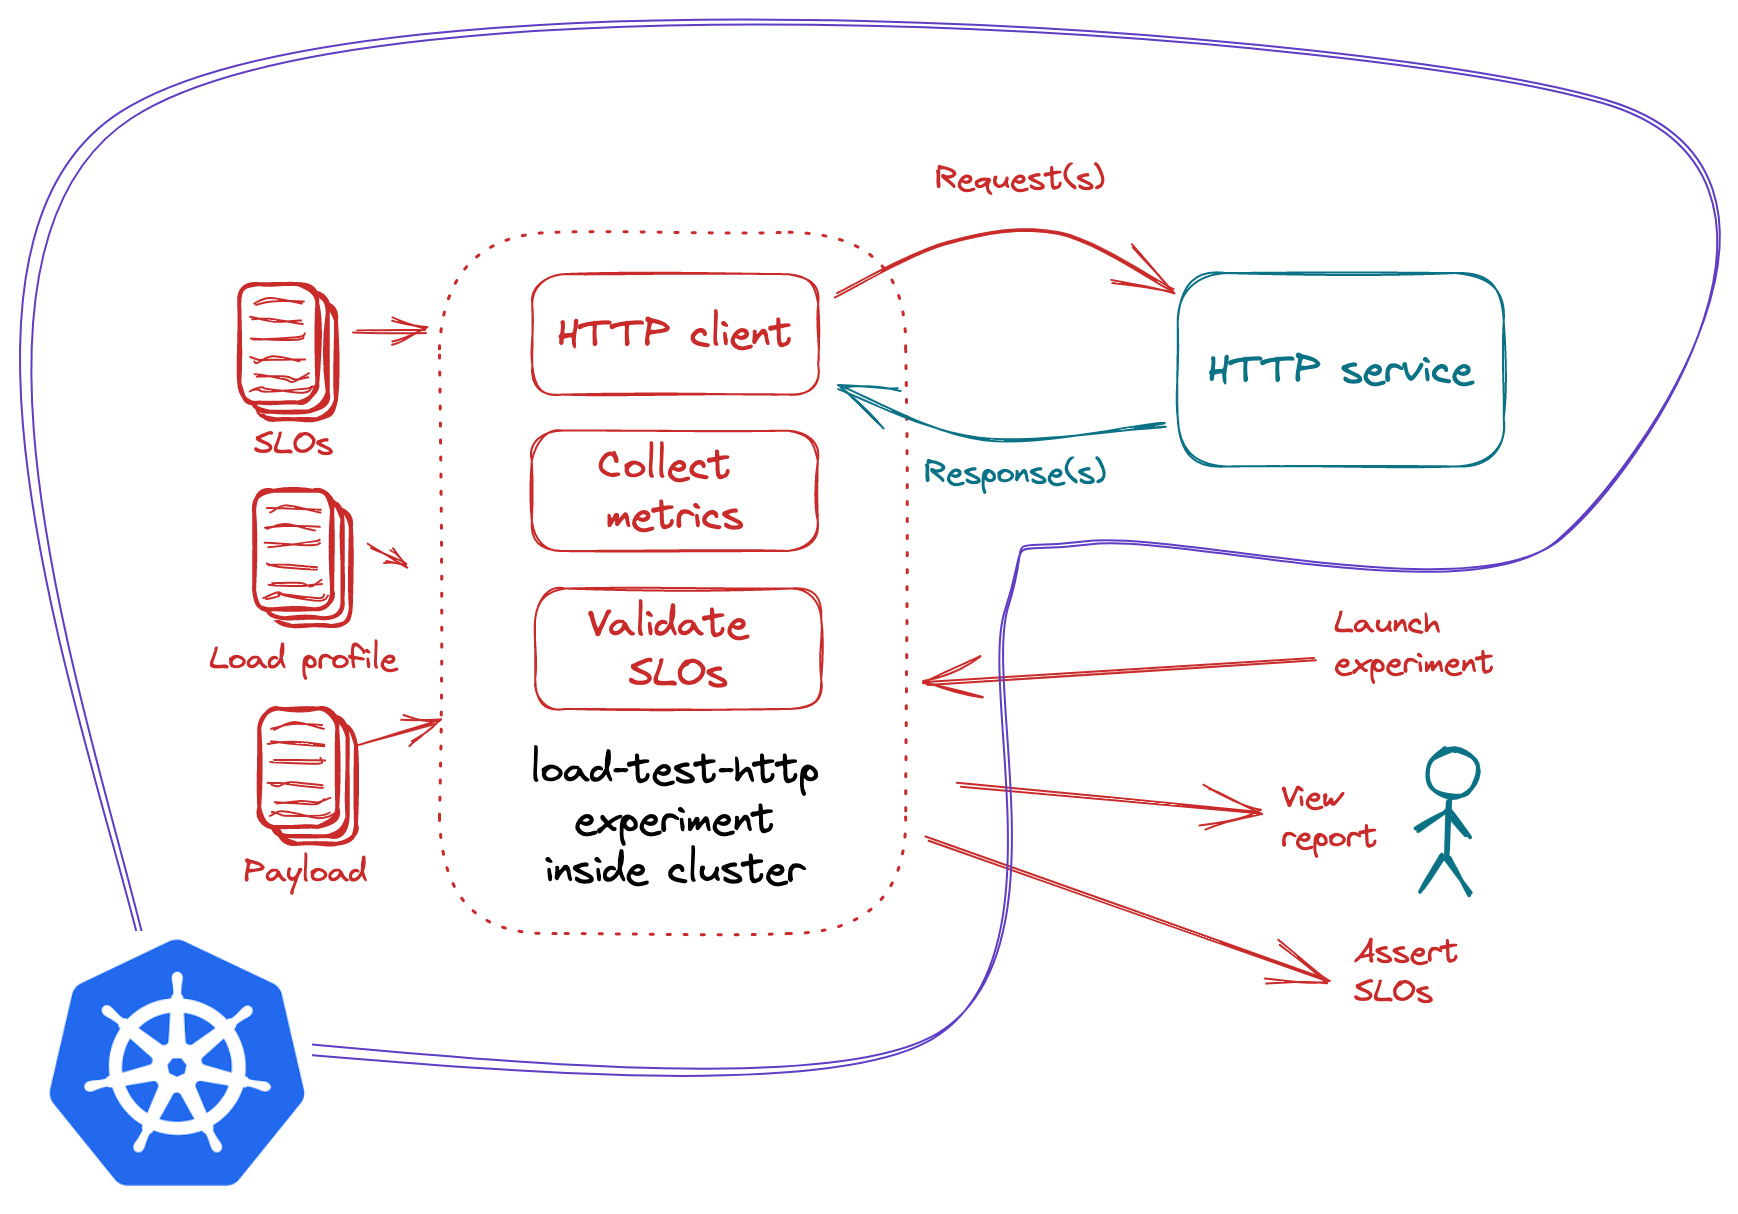 Request(s)
HTTP client
HTTP service
SLOs
Collect
metrics
Response(s)
Load profile
Validate
SLOs
Launch
experiment
load-test-http
experiment
inside cluster
View
report
Payload
Assert
SLOs